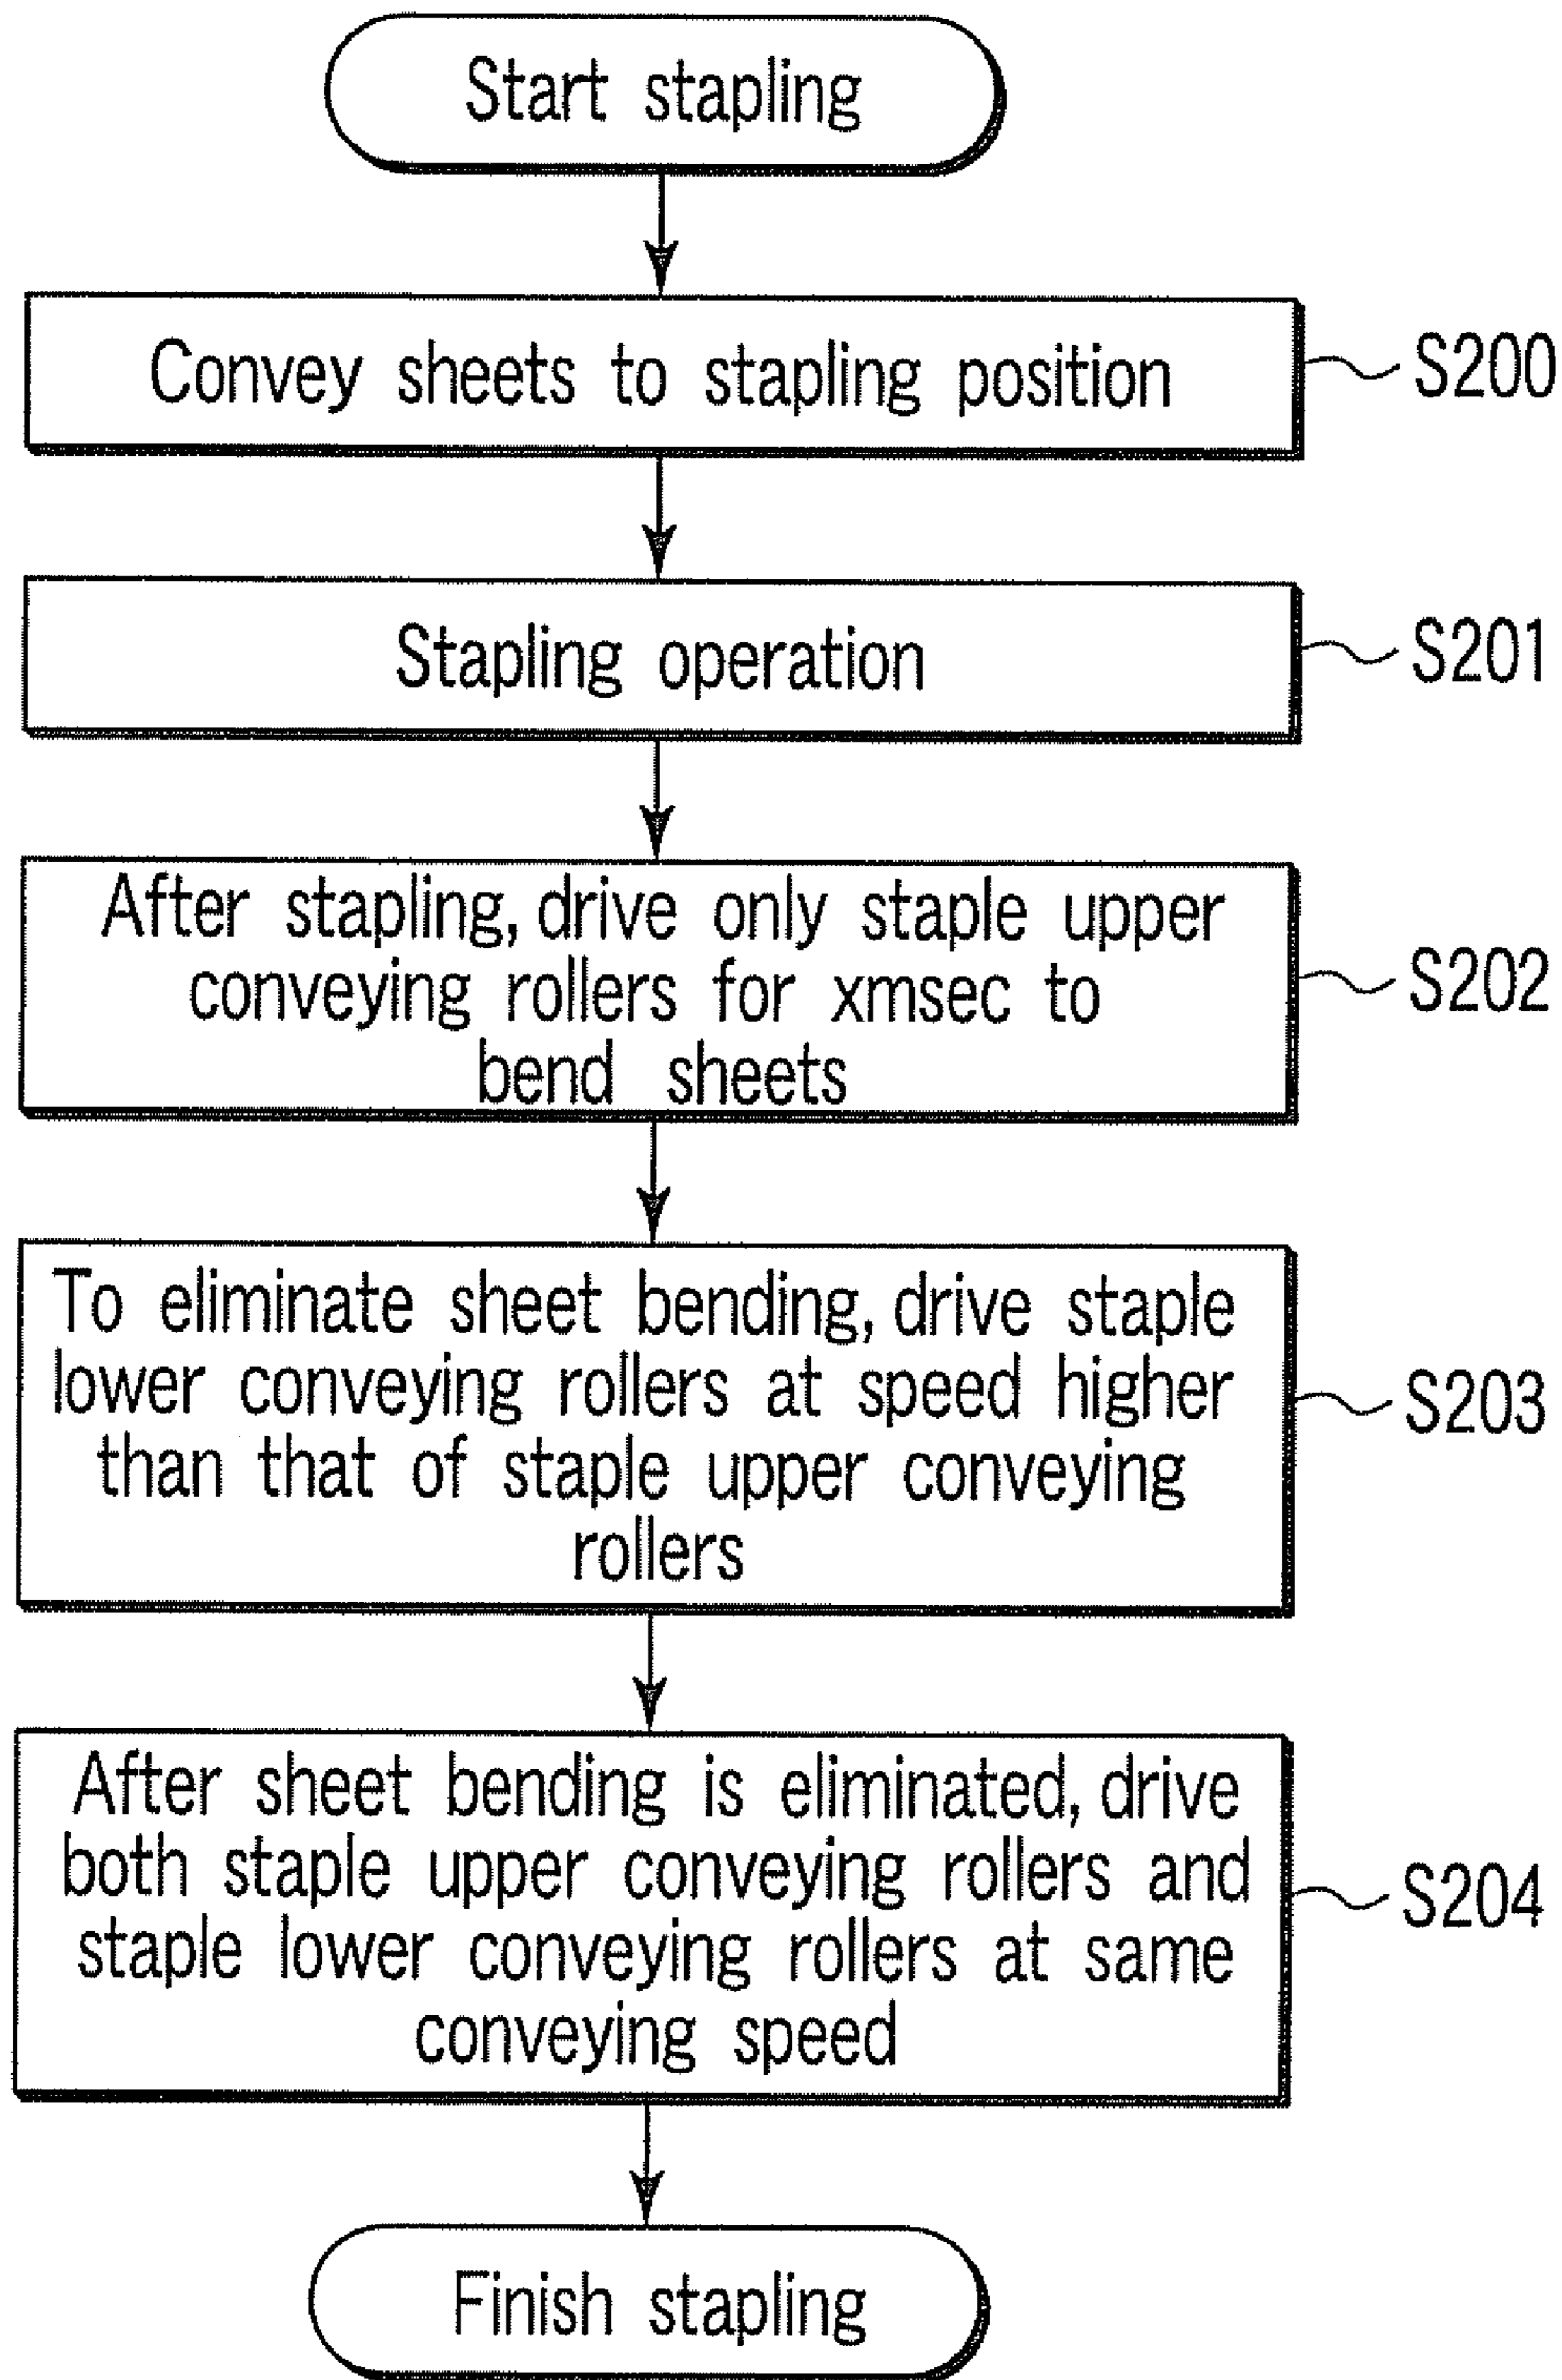 Start stapling
Convey sheets to stapling position
S200
Stapling operation
S201
After stapling, drive only staple upper
conveying rollers for xmsec to
bend sheets
S202
To eliminate sheet bending, drive staple
lower conveying rollers at speed higher
than that of staple upper conveying
rollers
S203
After sheet bending is eliminated, drive
both staple upper conveying rollers and
staple lower conveying rollers at same
conveying speed
S204
Finish stapling